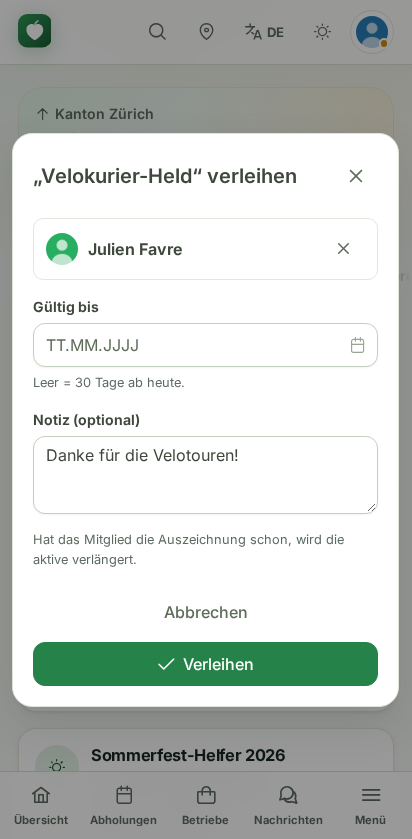 DE
Kanton Zürich
„Velokurier-Held“ verleihen
Julien Favre
Gültig bis
TT.MM.JJJJ
Leer = 30 Tage ab heute.
Notiz (optional)
Danke für die Velotouren!
Hat das Mitglied die Auszeichnung schon, wird die
aktive verlängert.
Abbrechen
Verleihen
Sommerfest-Helfer 2026
Übersicht
Abholungen
Betriebe
Nachrichten
Menü